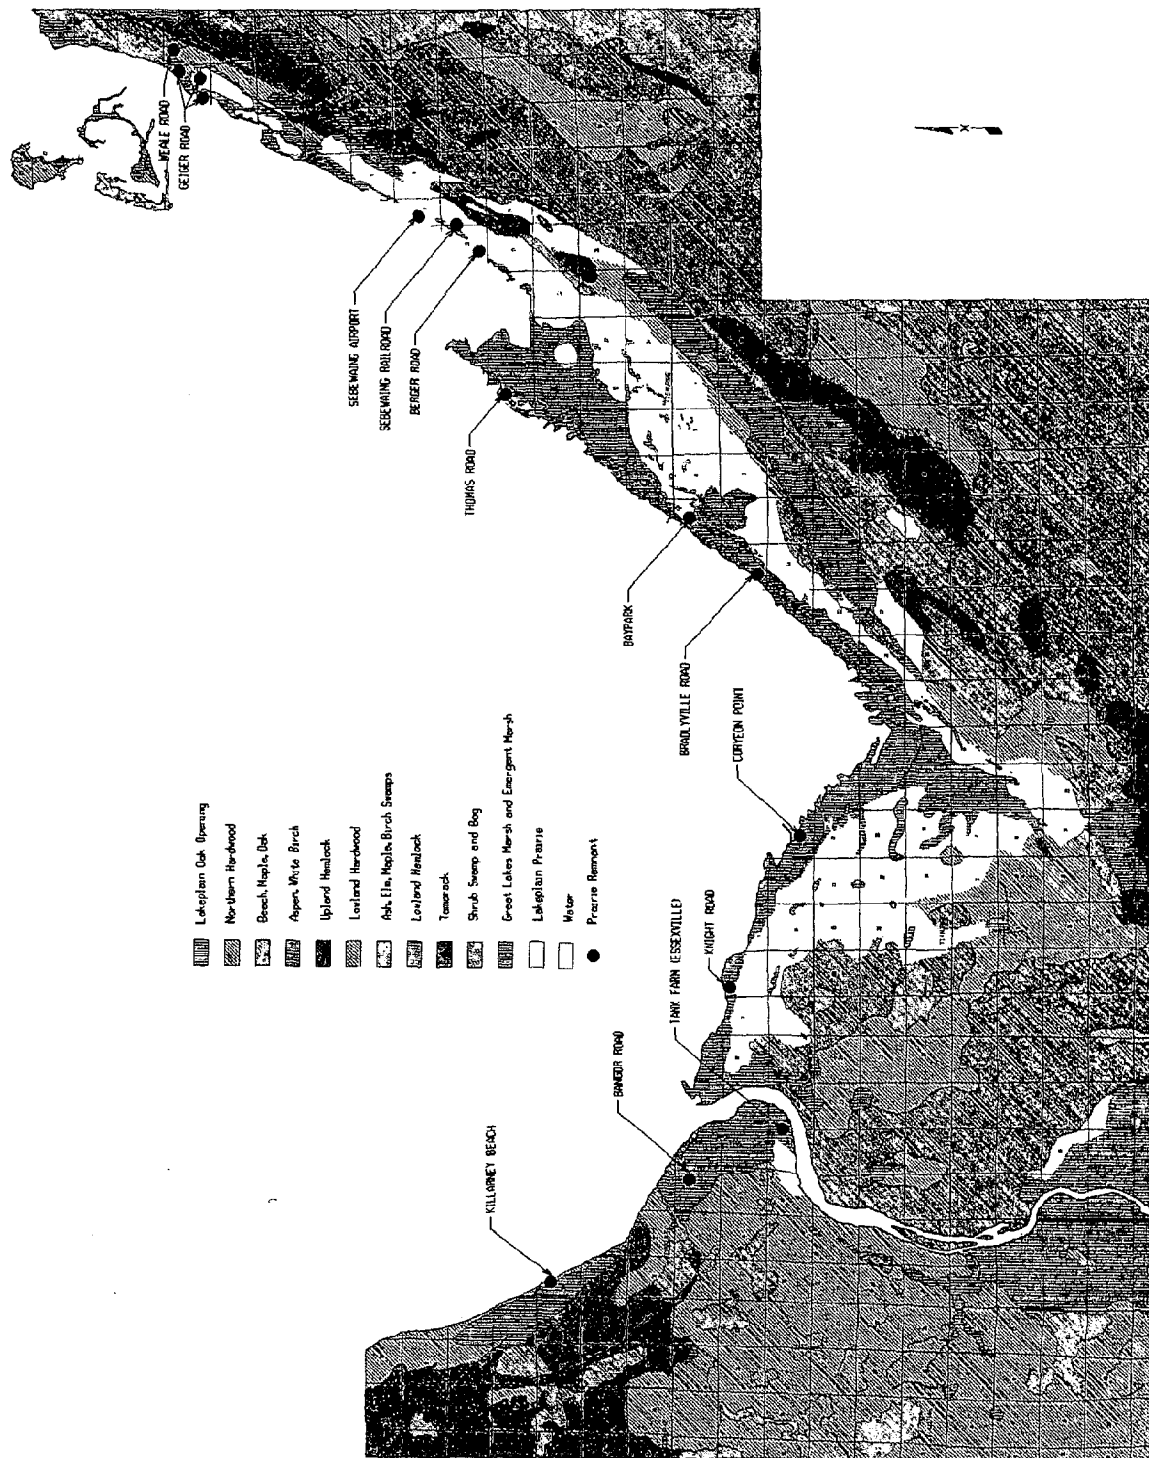 WEALE ROAD
GEIGER ROAD
SEBEWAING AIRPORT
SEBEWAING RAILROAD
BERGER ROAD
THOMAS ROAD
BAYPARK
BRADLYVILLE ROAD
CORYEON POINT
KNIGHT ROAD
TANK FARM (ESSEXVILLE)
BANGOR ROAD
KILLARNEY BEACH
Lakeplain Oak Opening
Northern Hardwood
Beech, Maple, Oak
Aspen, White Birch
Upland Hemlock
Lowland Hardwood
Ash, Elm, Maple, Birch Swamps
Lowland Hemlock
Tamarack
Shrub Swamp and Bog
Great Lakes Marsh and Emergent Marsh
Lakeplain Prairie
Water
Prairie Remnant